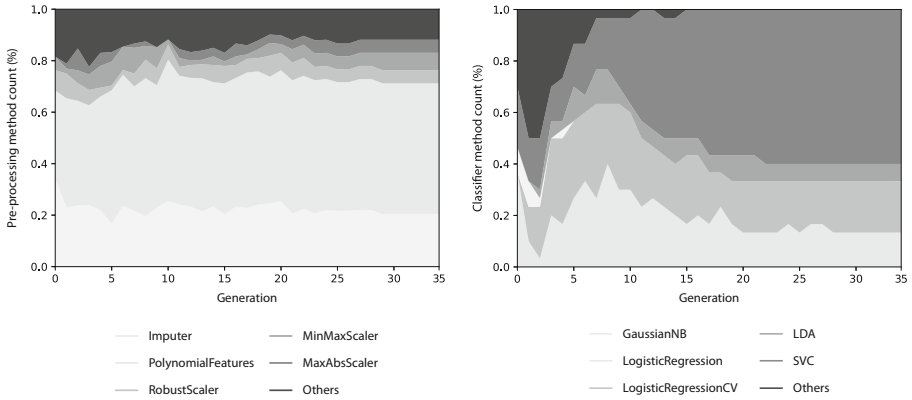 Pre-processing method count (%)
1.0
0.8
0.6
0.4
0.2
0.0
0 5 10 15 20 25 30 35
Generation
Imputer
PolynomialFeatures
RobustScaler
MinMaxScaler
MaxAbsScaler
Others
Classifier method count (%)
1.0
0.8
0.6
0.4
0.2
0.0
0 5 10 15 20 25 30 35
Generation
GaussianNB
LogisticRegression
LogisticRegressionCV
LDA
SVC
Others